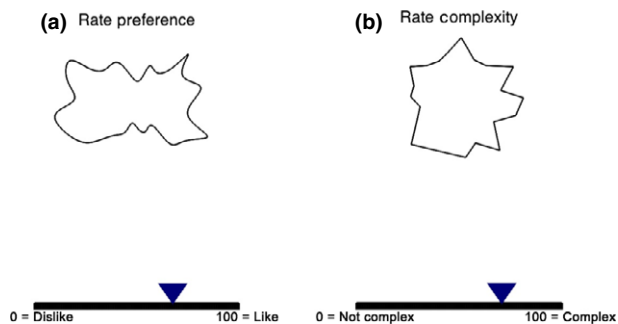 (a) Rate preference
(b) Rate complexity
0 = Dislike 100 = Like
0 = Not complex 100 = Complex